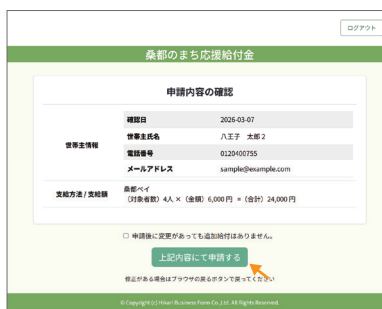 ログアウト
桑都のまち応援給付金
申請内容の確認
確認日 2026-03-07
世帯主氏名 八王子 太郎2
世帯主情報
電話番号 0120400755
メールアドレス sample@example.com
支給方法 / 支給額
桑都ペイ
(対象者数) 4人 × (金額) 6,000円 = (合計) 24,000円
申請後に変更があっても追加給付はありません。
上記内容にて申請する
修正がある場合はブラウザの戻るボタンで戻ってください
© Copyright (c) Hikari Business Form Co.,Ltd. All Rights Reserved.